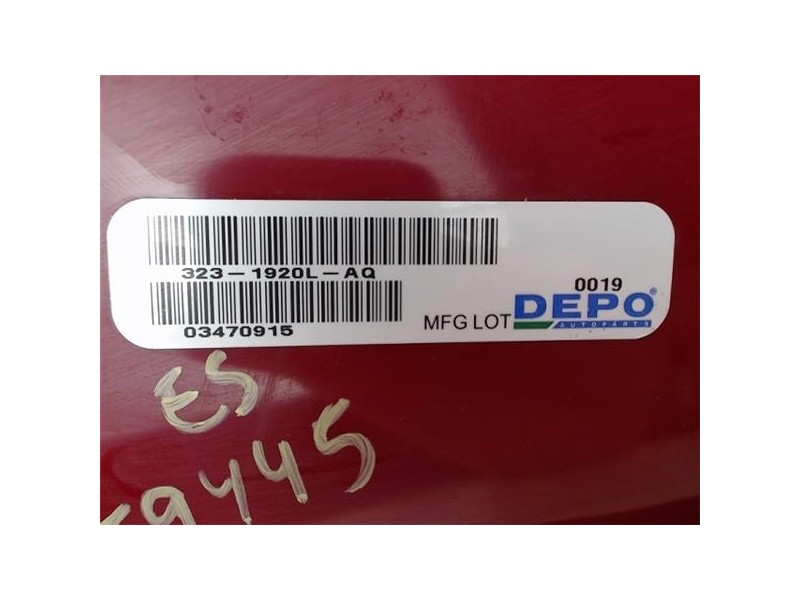 323-1920L-AQ
0019
03470915
MFG LOT DEPO®
AUTOPARTS
ES
9445